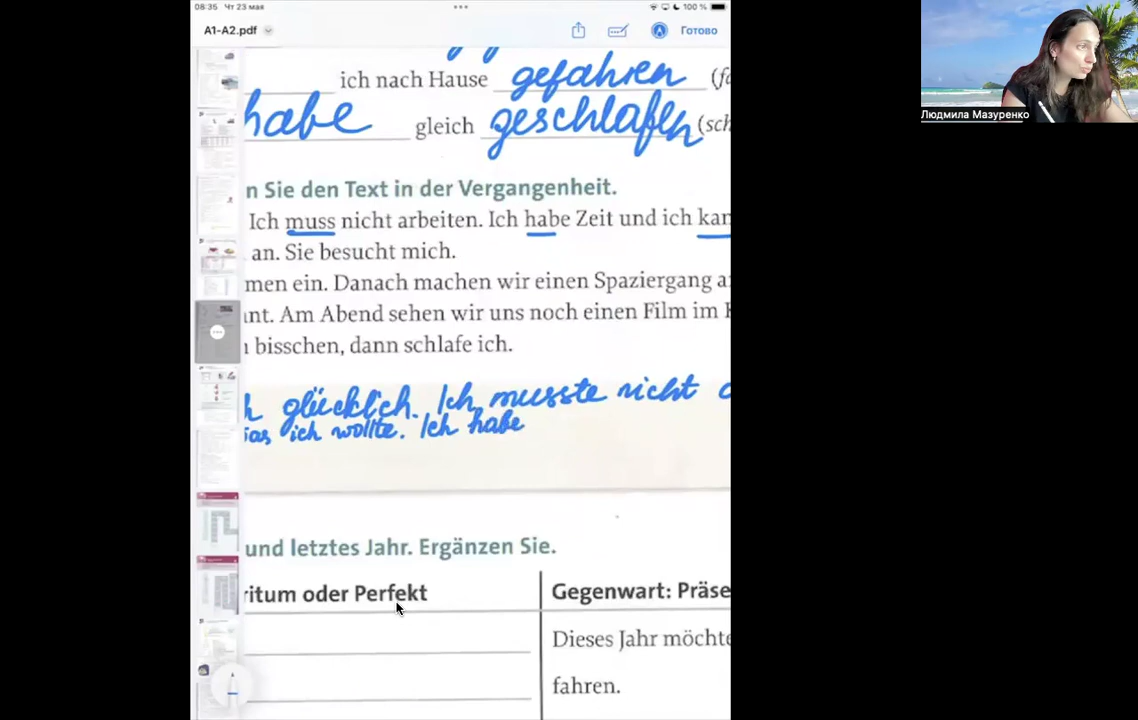 08:35 Чт 23 мая
100 %
A1-A2.pdf
Готово
ich nach Hause gefahren (fa
habe gleich geschlafen (sch
n Sie den Text in der Vergangenheit.
Ich muss nicht arbeiten. Ich habe Zeit und ich kan
an. Sie besucht mich.
men ein. Danach machen wir einen Spaziergang a
nt. Am Abend sehen wir uns noch einen Film im K
bisschen, dann schlafe ich.
h glücklich. Ich musste nicht a
das ich wollte. Ich habe
und letztes Jahr. Ergänzen Sie.
ritum oder Perfekt
Gegenwart: Präse
Dieses Jahr möchte
fahren.
Людмила Мазуренко